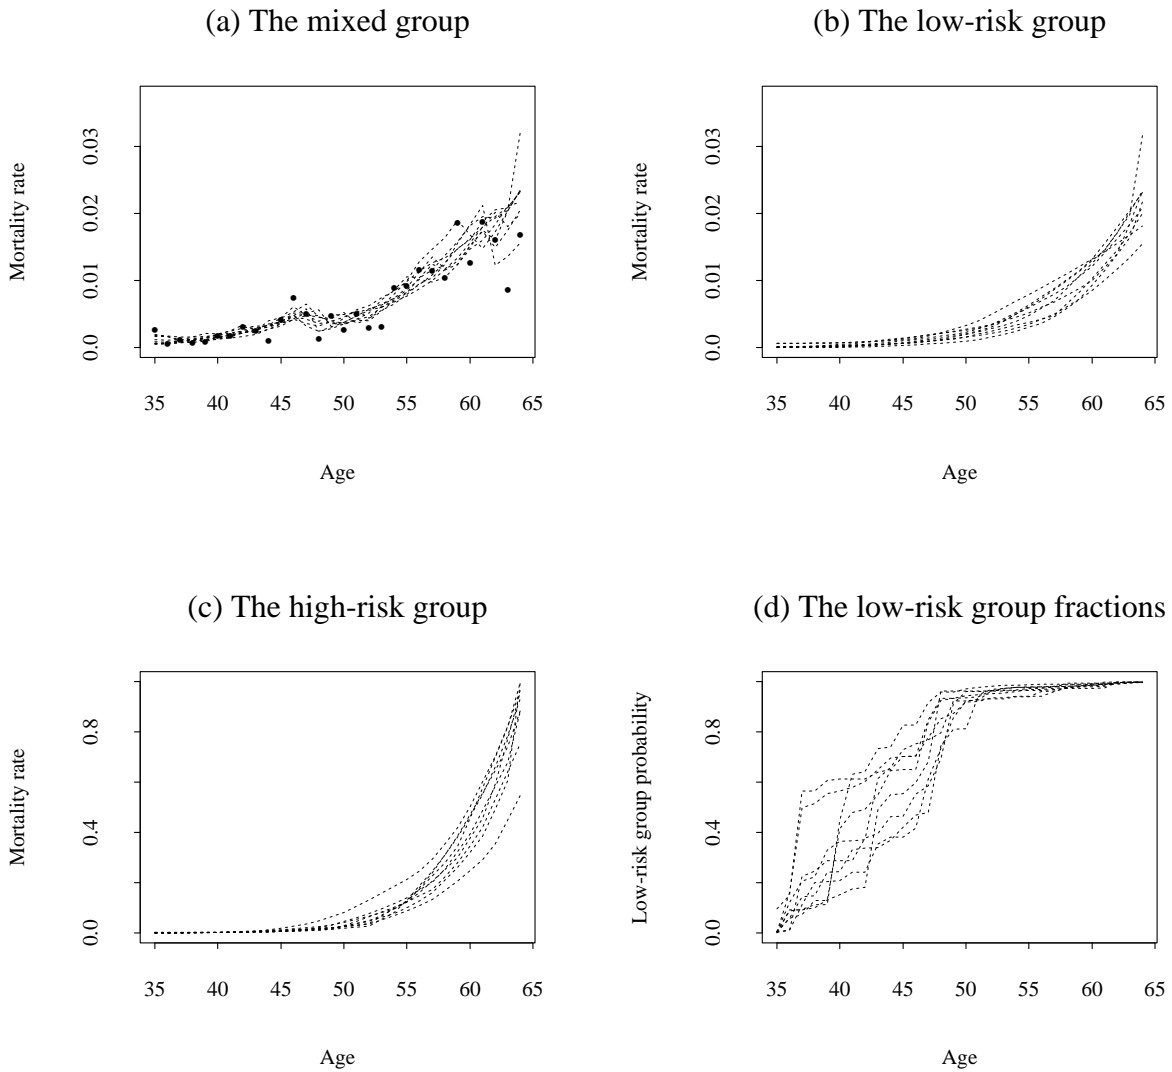 (a) The mixed group
Mortality rate
0.03
0.02
0.01
0.0
35 40 45 50 55 60 65
Age
(b) The low-risk group
Mortality rate
0.03
0.02
0.01
0.0
35 40 45 50 55 60 65
Age
(c) The high-risk group
Mortality rate
0.8
0.4
0.0
35 40 45 50 55 60 65
Age
(d) The low-risk group fractions
Low-risk group probability
0.8
0.4
0.0
35 40 45 50 55 60 65
Age